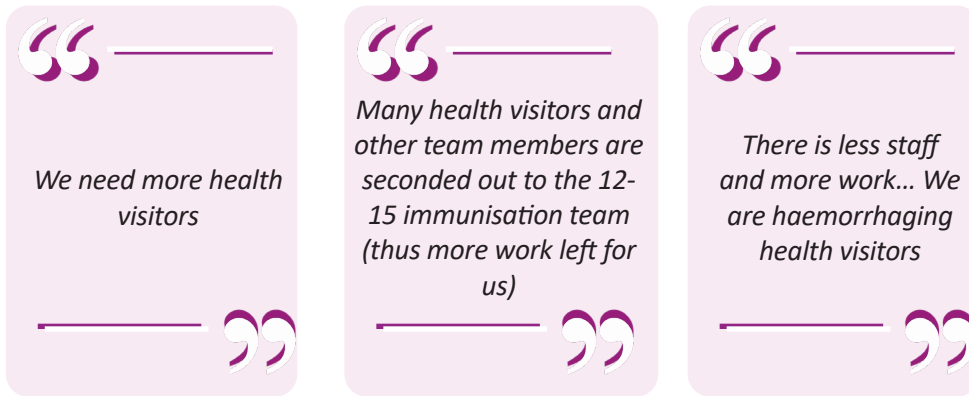 We need more health
visitors
Many health visitors and
other team members are
seconded out to the 12-
15 immunisation team
(thus more work left for
us)
There is less staff
and more work... We
are haemorrhaging
health visitors